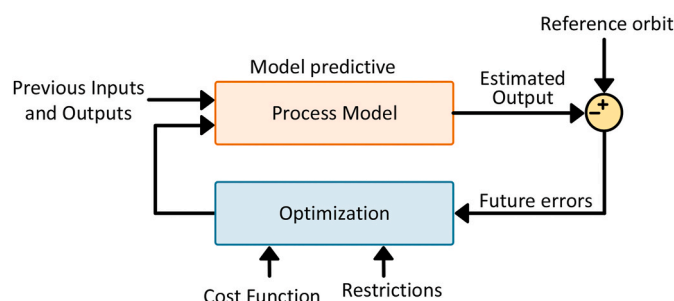 Reference orbit
Model predictive
Previous Inputs
and Outputs
Process Model
Estimated
Output
+
−
Optimization
Future errors
Cost Function
Restrictions